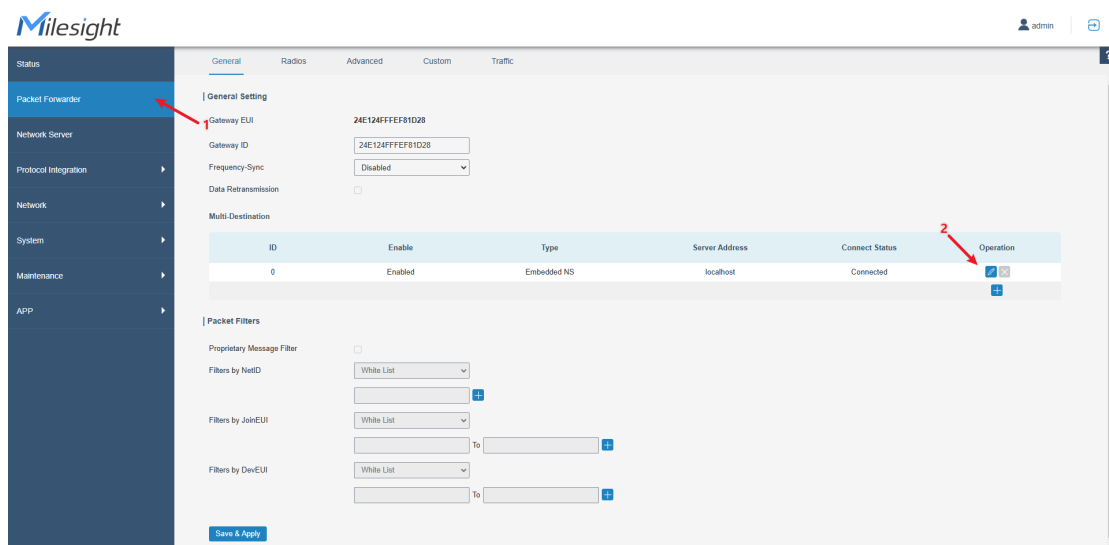 Milesight
admin
Status
General Radios Advanced Custom Traffic
?
Packet Forwarder
1
General Setting
Gateway EUI 24E124FFFEF81D28
Network Server
Gateway ID 24E124FFFEF81D28
Protocol Integration
Frequency-Sync Disabled
Data Retransmission
Network
Multi-Destination
System
2
ID Enable Type Server Address Connect Status Operation
Maintenance
0 Enabled Embedded NS localhost Connected
APP
Packet Filters
Proprietary Message Filter
Filters by NetID White List
Filters by JoinEUI White List
To
Filters by DevEUI White List
To
Save & Apply